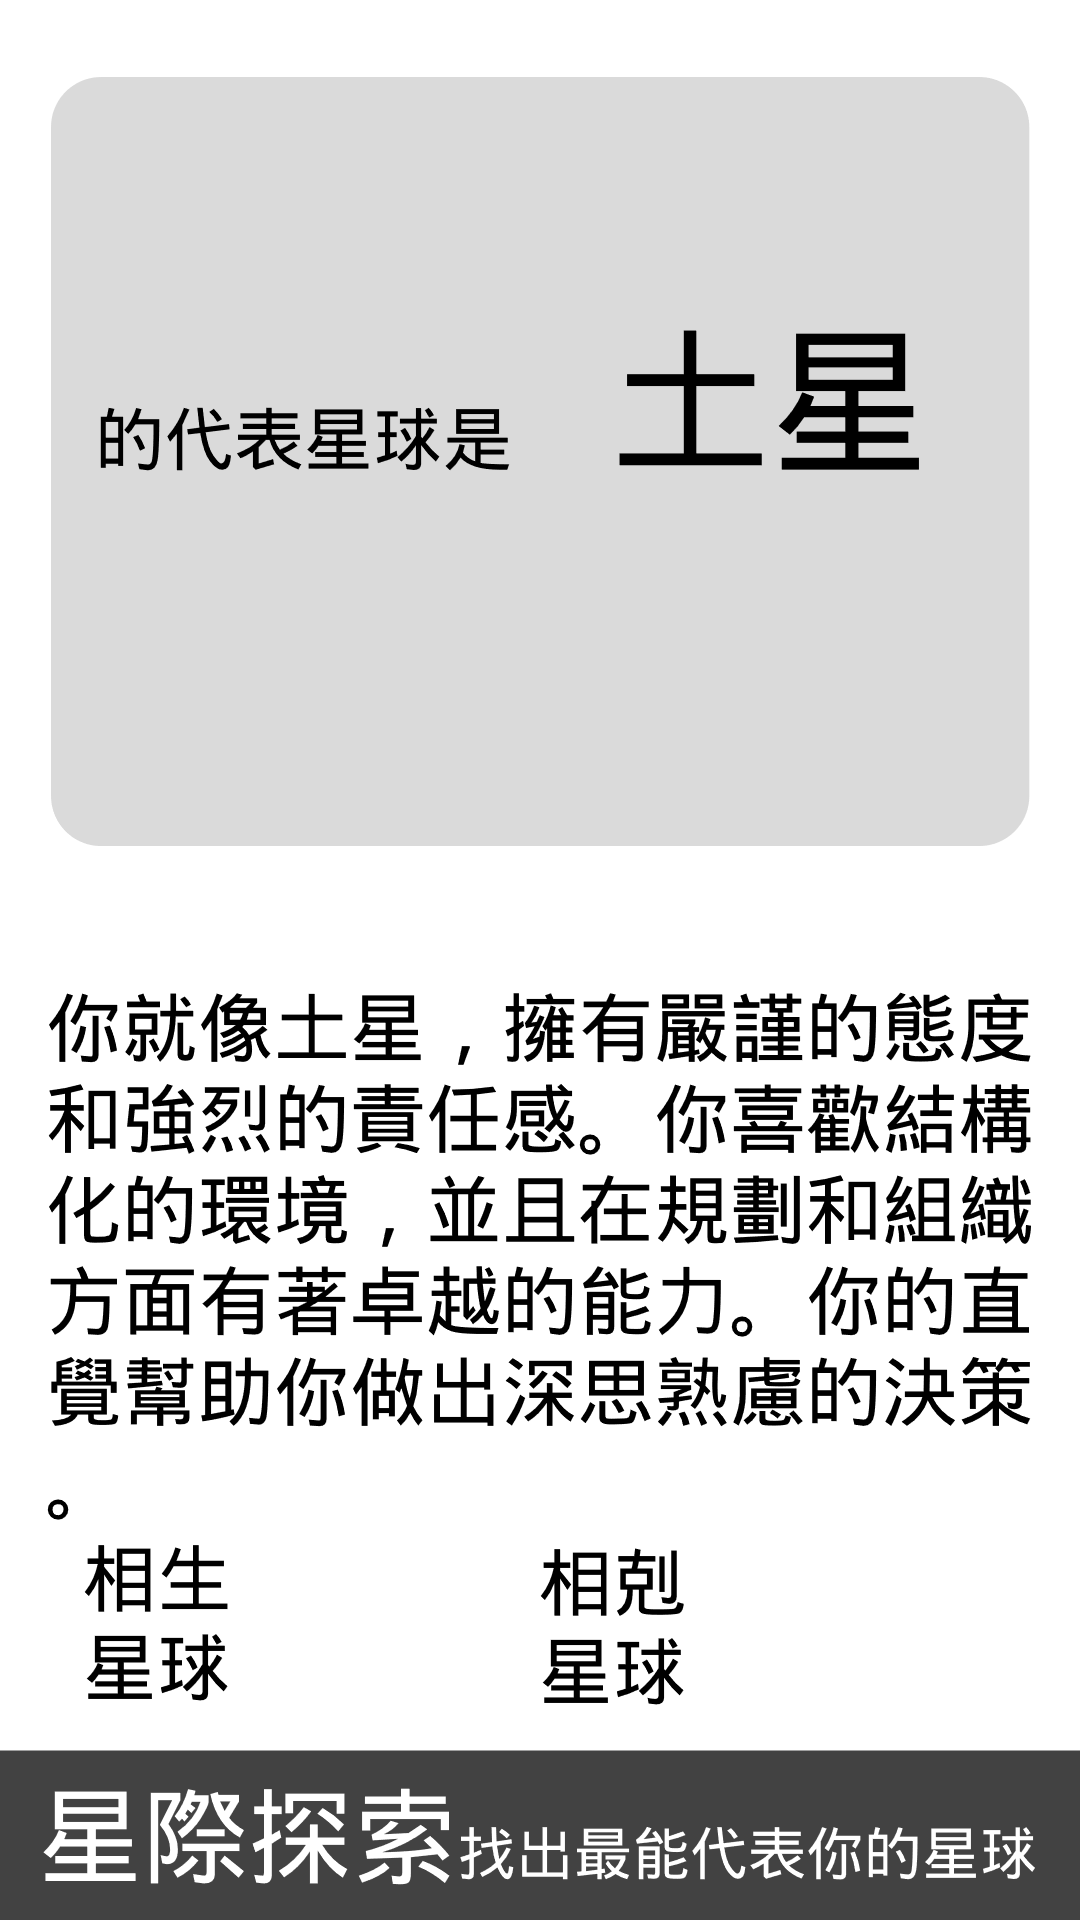 的代表星球是 土星
你就像土星，擁有嚴謹的態度
和強烈的責任感。你喜歡結構
化的環境，並且在規劃和組織
方面有著卓越的能力。你的直
覺幫助你做出深思熟慮的決策
。
相生 相剋
星球 星球
星際探索找出最能代表你的星球